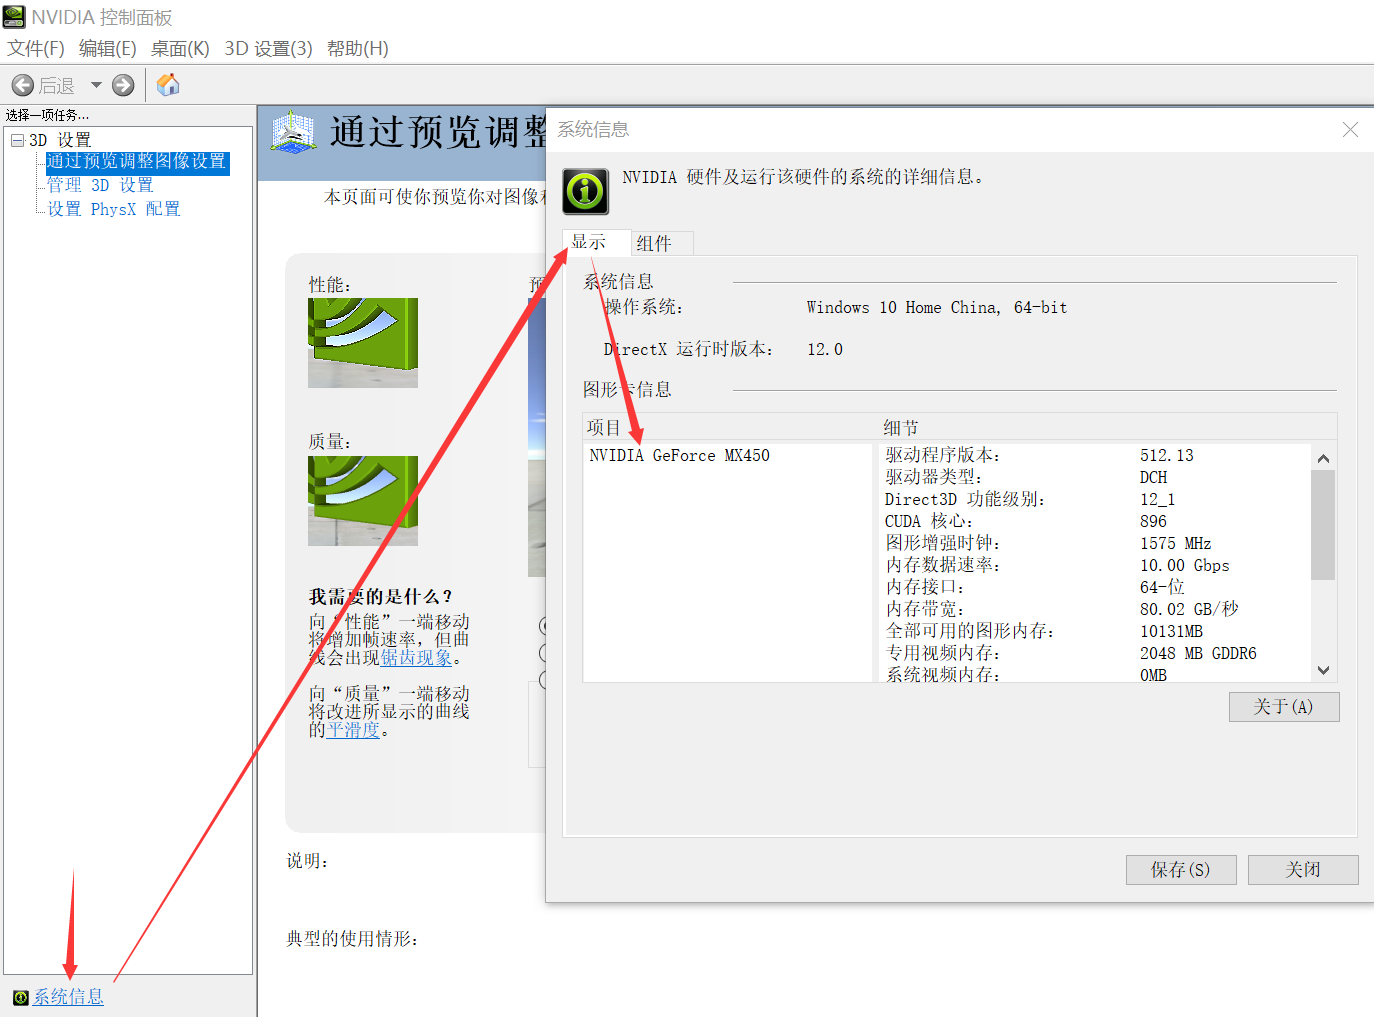 NVIDIA 控制面板
文件(F) 编辑(E) 桌面(K) 3D 设置(3) 帮助(H)
后退
选择一项任务...
3D 设置
通过预览调整图像设置
管理 3D 设置
设置 PhysX 配置
系统信息
通过预览调整
本页面可使你预览你对图像
性能：
质量：
我需要的是什么？
向“性能”一端移动
将增加帧速率，但曲
线会出现锯齿现象。
向“质量”一端移动
将改进所显示的曲线
的平滑度。
说明：
典型的使用情形：
系统信息
NVIDIA 硬件及运行该硬件的系统的详细信息。
显示 组件
系统信息
操作系统： Windows 10 Home China, 64-bit
DirectX 运行时版本： 12.0
图形卡信息
项目 细节
NVIDIA GeForce MX450
驱动程序版本： 512.13
驱动器类型： DCH
Direct3D 功能级别： 12_1
CUDA 核心： 896
图形增强时钟： 1575 MHz
内存数据速率： 10.00 Gbps
内存接口： 64-位
内存带宽： 80.02 GB/秒
全部可用的图形内存： 10131MB
专用视频内存： 2048 MB GDDR6
系统视频内存： 0MB
关于(A)
保存(S) 关闭